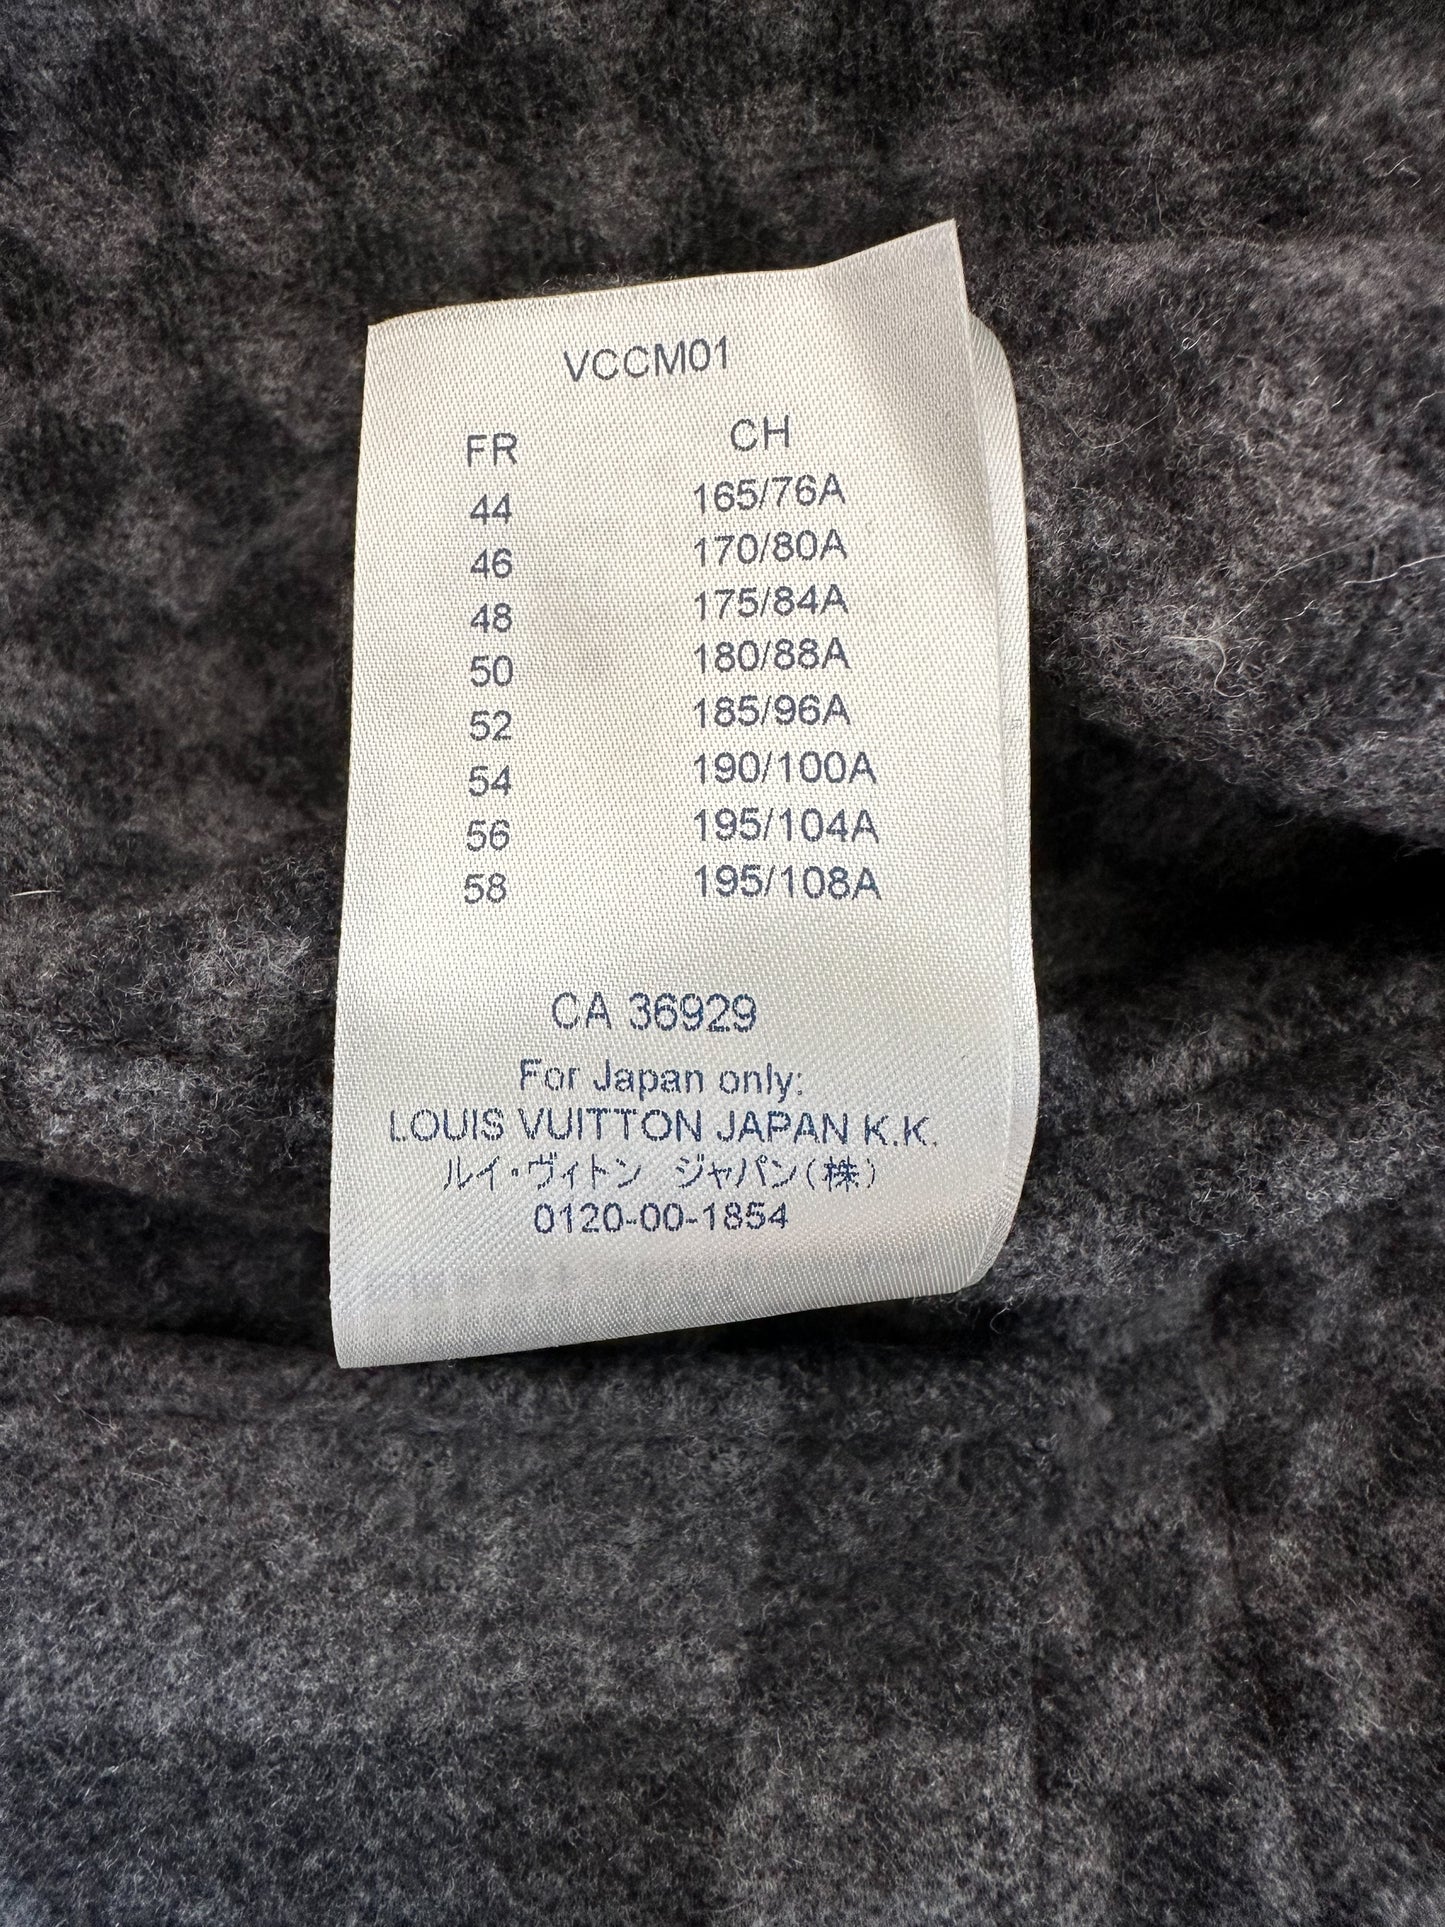 VCCM01
FR CH
44 165/76A
46 170/80A
48 175/84A
50 180/88A
52 185/96A
54 190/100A
56 195/104A
58 195/108A
CA 36929
For Japan only:
LOUIS VUITTON JAPAN K.K.
ルイ・ヴィトン ジャパン(株)
0120-00-1854